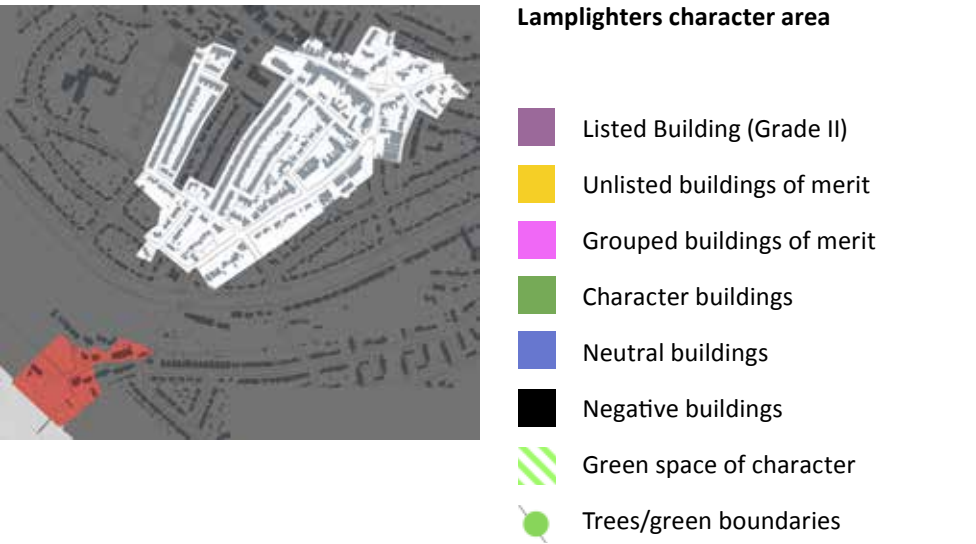 Lamplighters character area
Listed Building (Grade II)
Unlisted buildings of merit
Grouped buildings of merit
Character buildings
Neutral buildings
Negative buildings
Green space of character
Trees/green boundaries